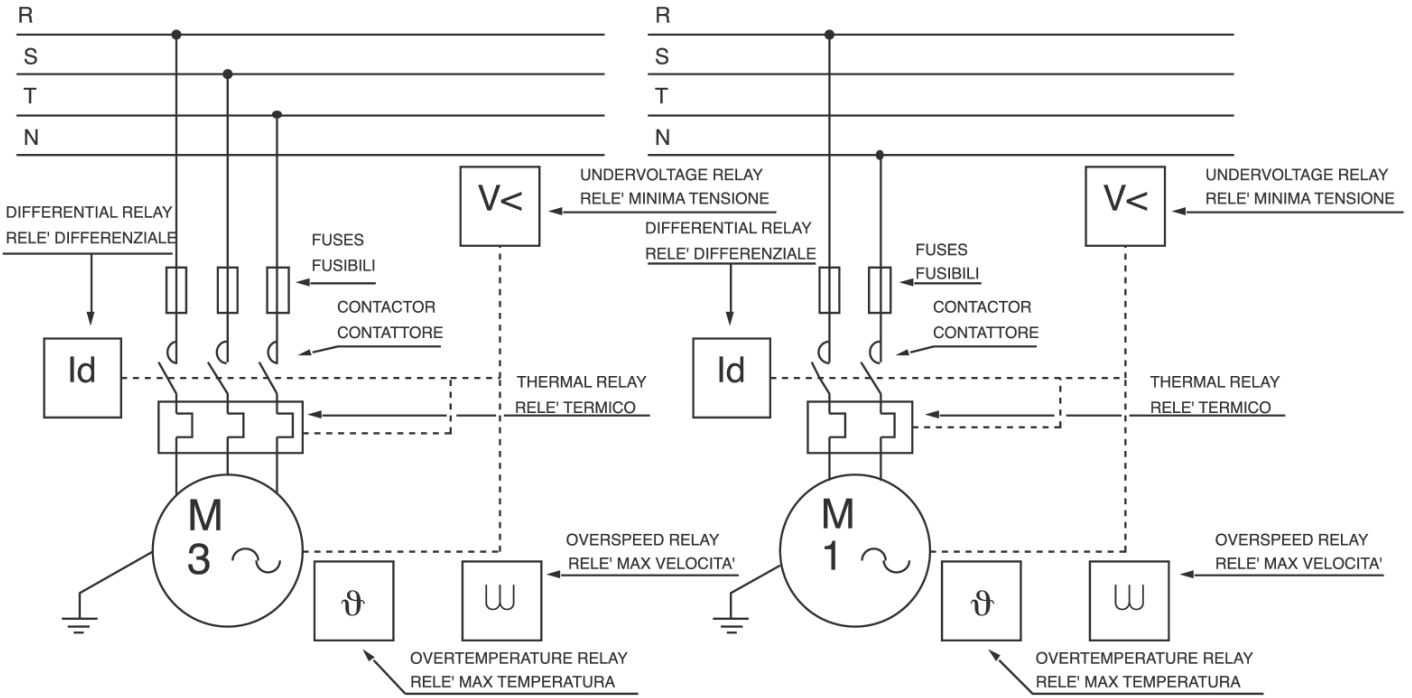 R
S
T
N
DIFFERENTIAL RELAY
RELE' DIFFERENZIALE
V<
UNDERVOLTAGE RELAY
RELE' MINIMA TENSIONE
FUSES
FUSIBILI
CONTACTOR
CONTATTORE
Id
THERMAL RELAY
RELE' TERMICO
M
3
OVERSPEED RELAY
RELE' MAX VELOCITA'
ϑ
OVERTEMPERATURE RELAY
RELE' MAX TEMPERATURA
R
S
T
N
DIFFERENTIAL RELAY
RELE' DIFFERENZIALE
V<
UNDERVOLTAGE RELAY
RELE' MINIMA TENSIONE
FUSES
FUSIBILI
CONTACTOR
CONTATTORE
Id
THERMAL RELAY
RELE' TERMICO
M
1
OVERSPEED RELAY
RELE' MAX VELOCITA'
ϑ
OVERTEMPERATURE RELAY
RELE' MAX TEMPERATURA